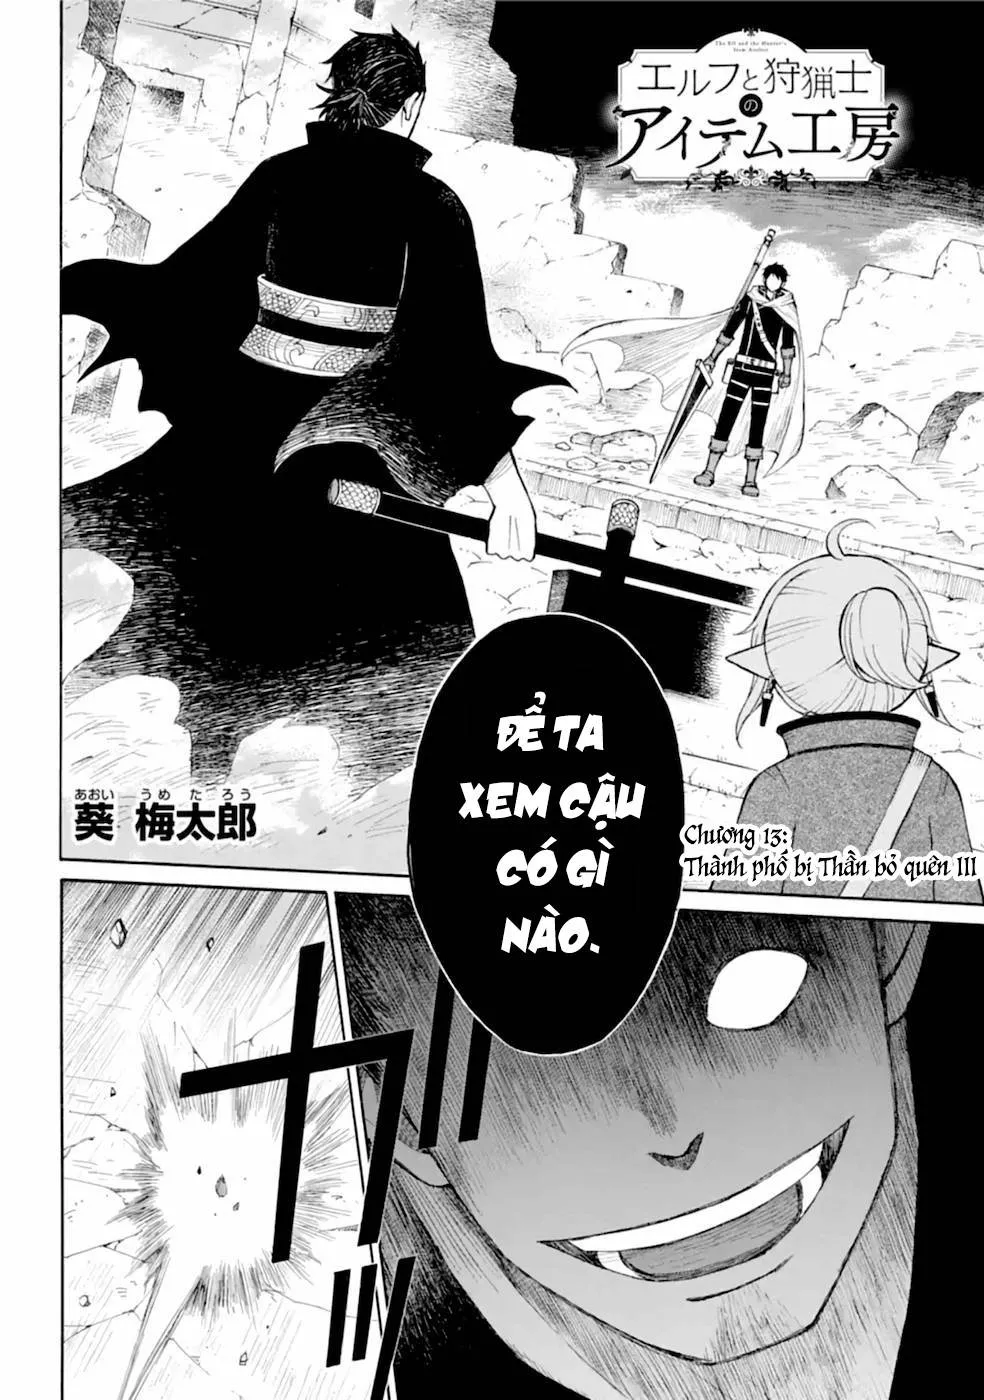 The Elf and the Hunter's
Item Atelier
エルフと狩猟士
の
アイテム工房
ĐỂ TA
XEM CẬU
CÓ GÌ
NÀO.
Chương 13:
Thành phố bị Thần bỏ quên III
あおい うめたろう
葵 梅太郎